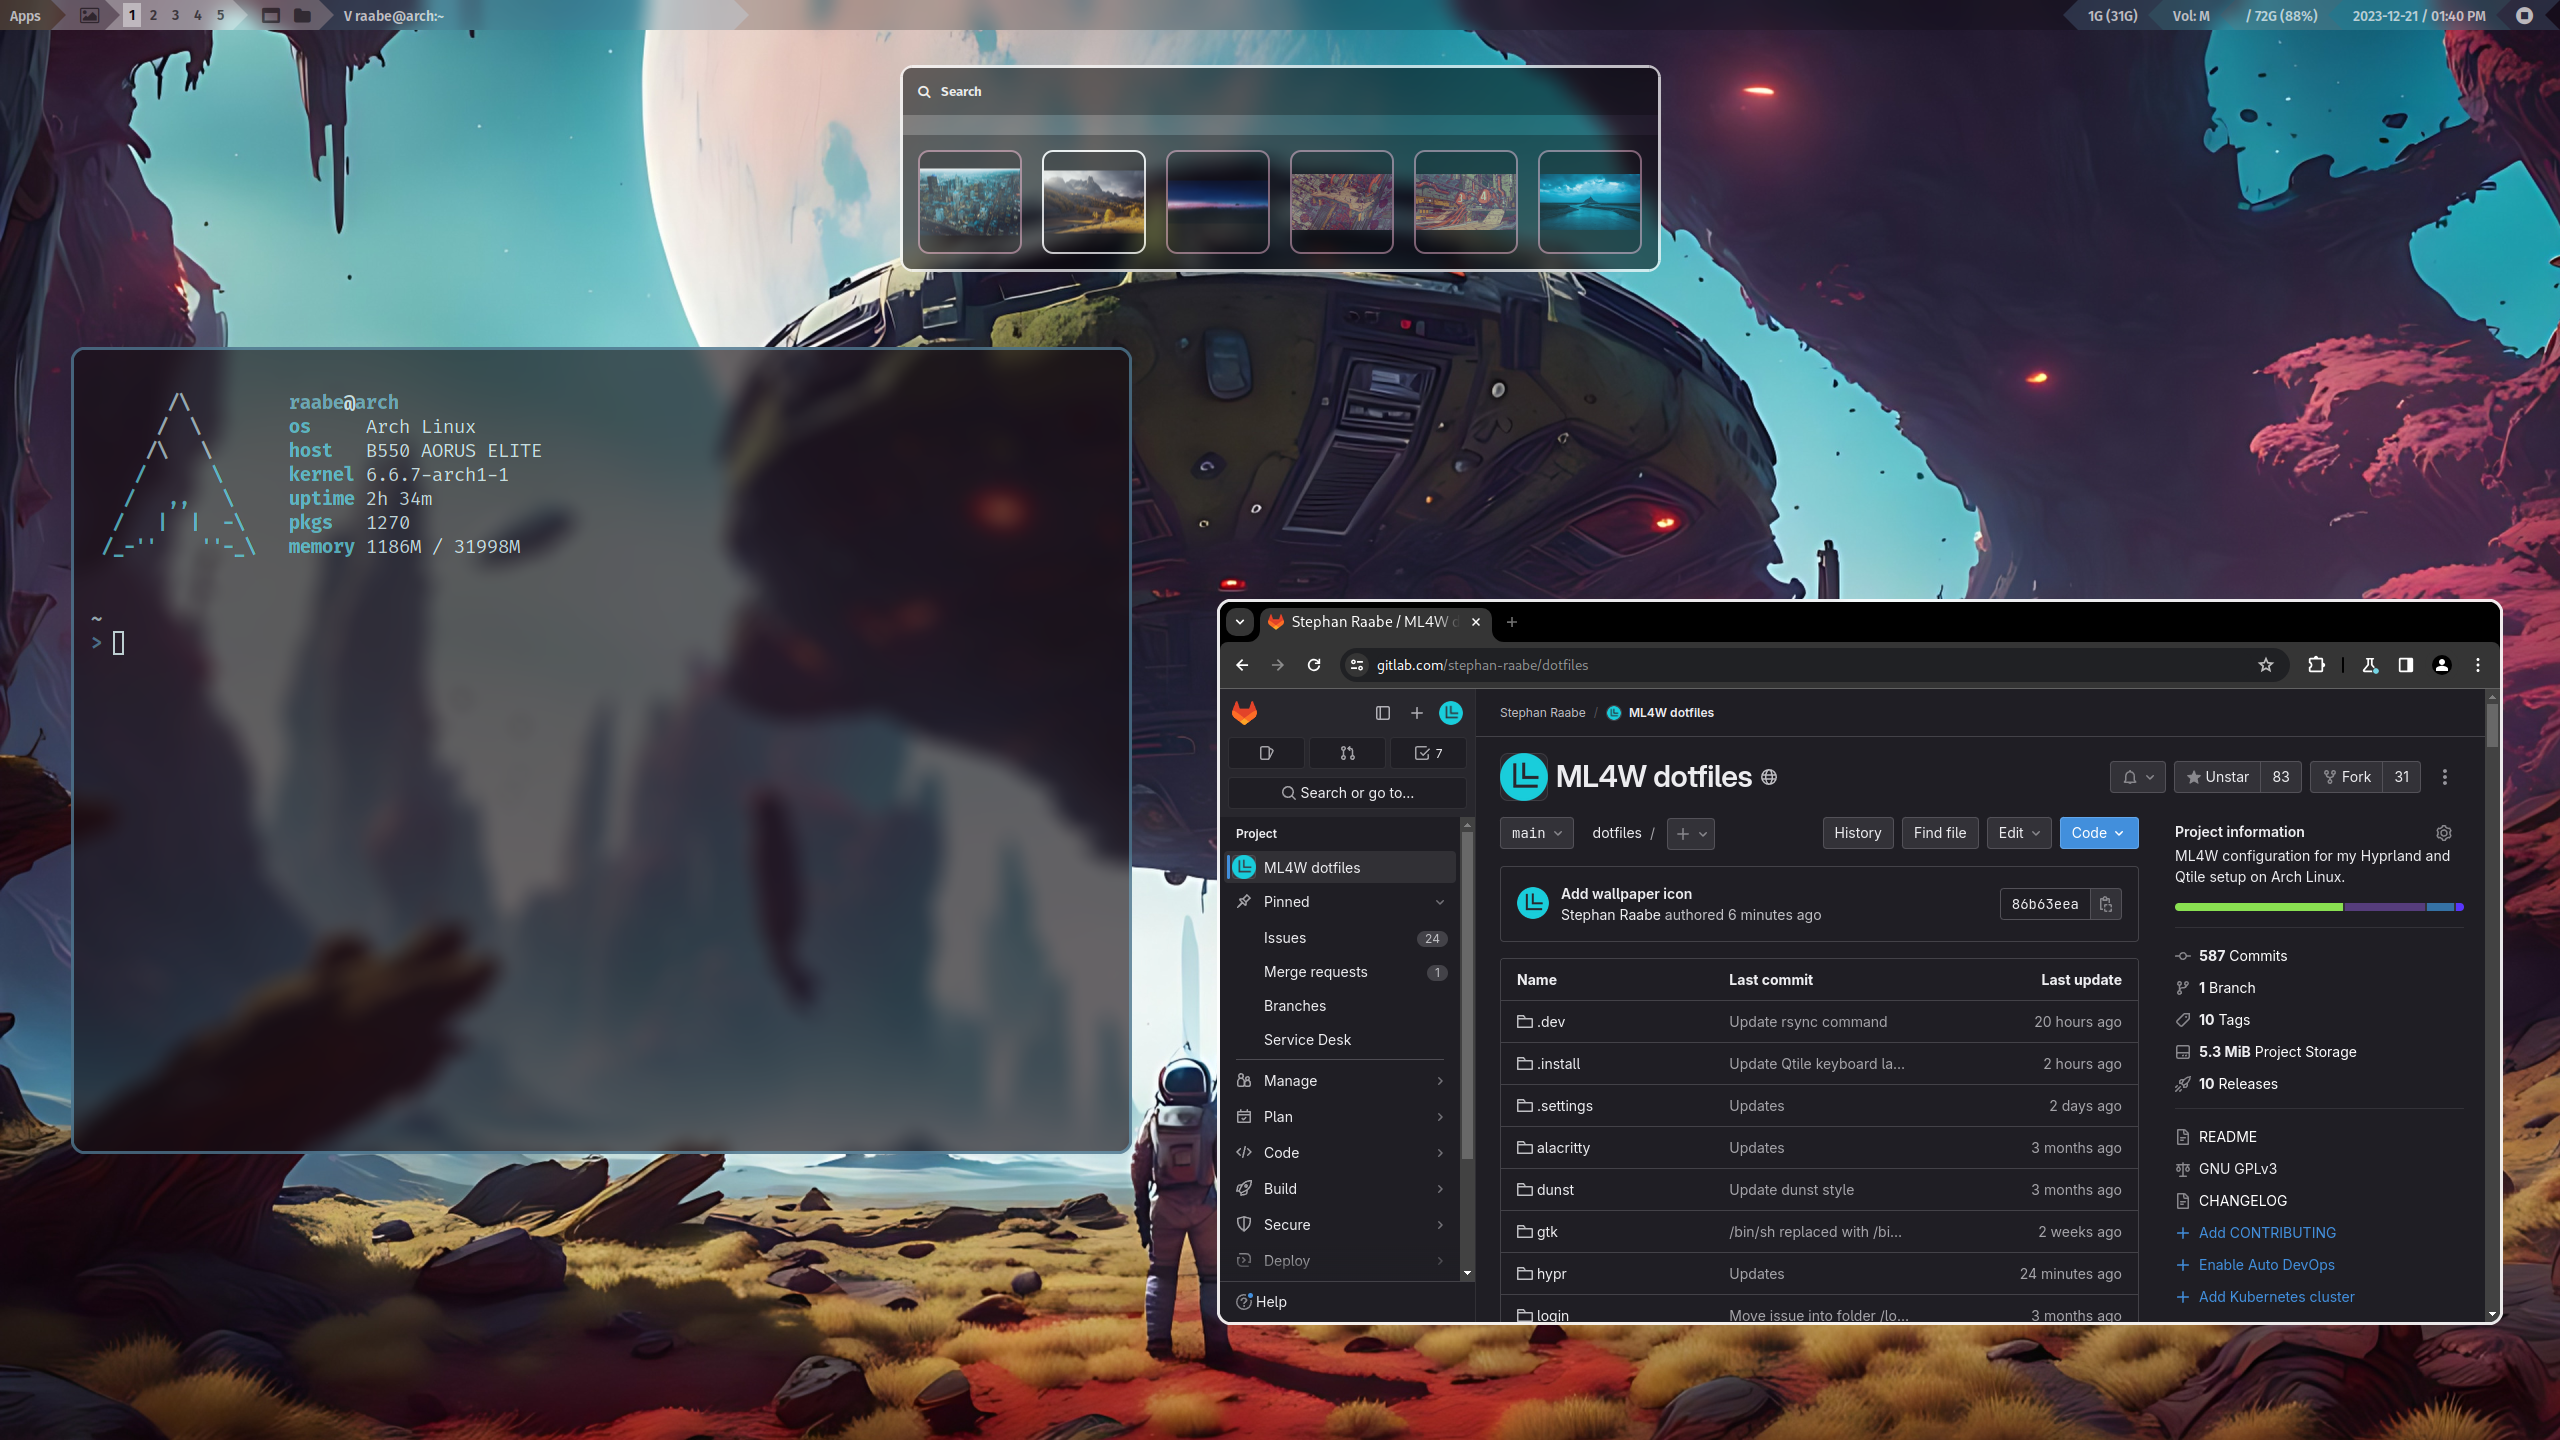 Apps 1 2 3 4 5 V raabe@arch:~ 1G (31G) Vol: M / 72G (88%) 2023-12-21 / 01:40 PM
Search
raabe@arch
os Arch Linux
host B550 AORUS ELITE
kernel 6.6.7-arch1-1
uptime 2h 34m
pkgs 1270
memory 1186M / 31998M
~
>
Stephan Raabe / ML4W d
gitlab.com/stephan-raabe/dotfiles
7
Search or go to...
Project
ML4W dotfiles
Pinned
Issues 24
Merge requests 1
Branches
Service Desk
Manage
Plan
Code
Build
Secure
Deploy
Help
Stephan Raabe / ML4W dotfiles
ML4W dotfiles
Unstar 83 Fork 31
main dotfiles / + History Find file Edit Code
Add wallpaper icon
Stephan Raabe authored 6 minutes ago
86b63eea
Name Last commit Last update
.dev Update rsync command 20 hours ago
.install Update Qtile keyboard la... 2 hours ago
.settings Updates 2 days ago
alacritty Updates 3 months ago
dunst Update dunst style 3 months ago
gtk /bin/sh replaced with /bi... 2 weeks ago
hypr Updates 24 minutes ago
login Move issue into folder /lo... 3 months ago
Project information
ML4W configuration for my Hyprland and
Qtile setup on Arch Linux.
587 Commits
1 Branch
10 Tags
5.3 MiB Project Storage
10 Releases
README
GNU GPLv3
CHANGELOG
+ Add CONTRIBUTING
+ Enable Auto DevOps
+ Add Kubernetes cluster